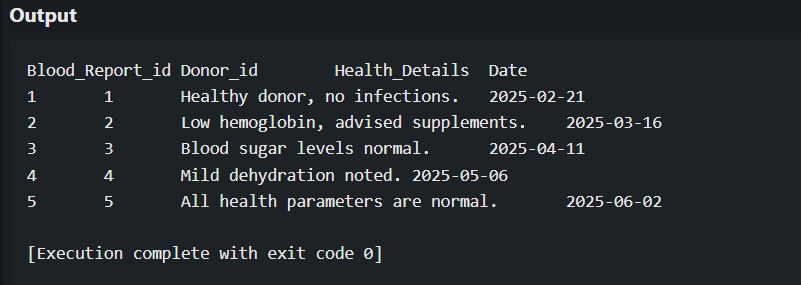 Output
Blood_Report_id Donor_id Health_Details Date
1 1 Healthy donor, no infections. 2025-02-21
2 2 Low hemoglobin, advised supplements. 2025-03-16
3 3 Blood sugar levels normal. 2025-04-11
4 4 Mild dehydration noted. 2025-05-06
5 5 All health parameters are normal. 2025-06-02
[Execution complete with exit code 0]